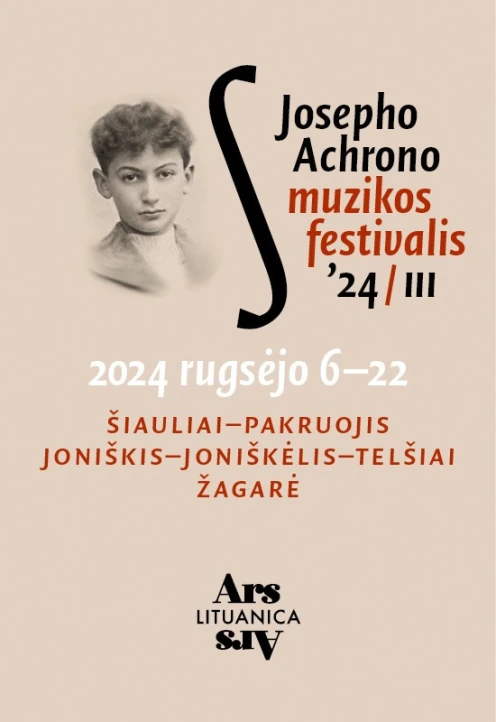 Josepho
Achrono
muzikos
festivalis
’24/III
2024 rugsėjo 6–22
ŠIAULIAI–PAKRUOJIS
JONIŠKIS–JONIŠKĖLIS–TELŠIAI
ŽAGARĖ
Ars
LITUANICA
Ars